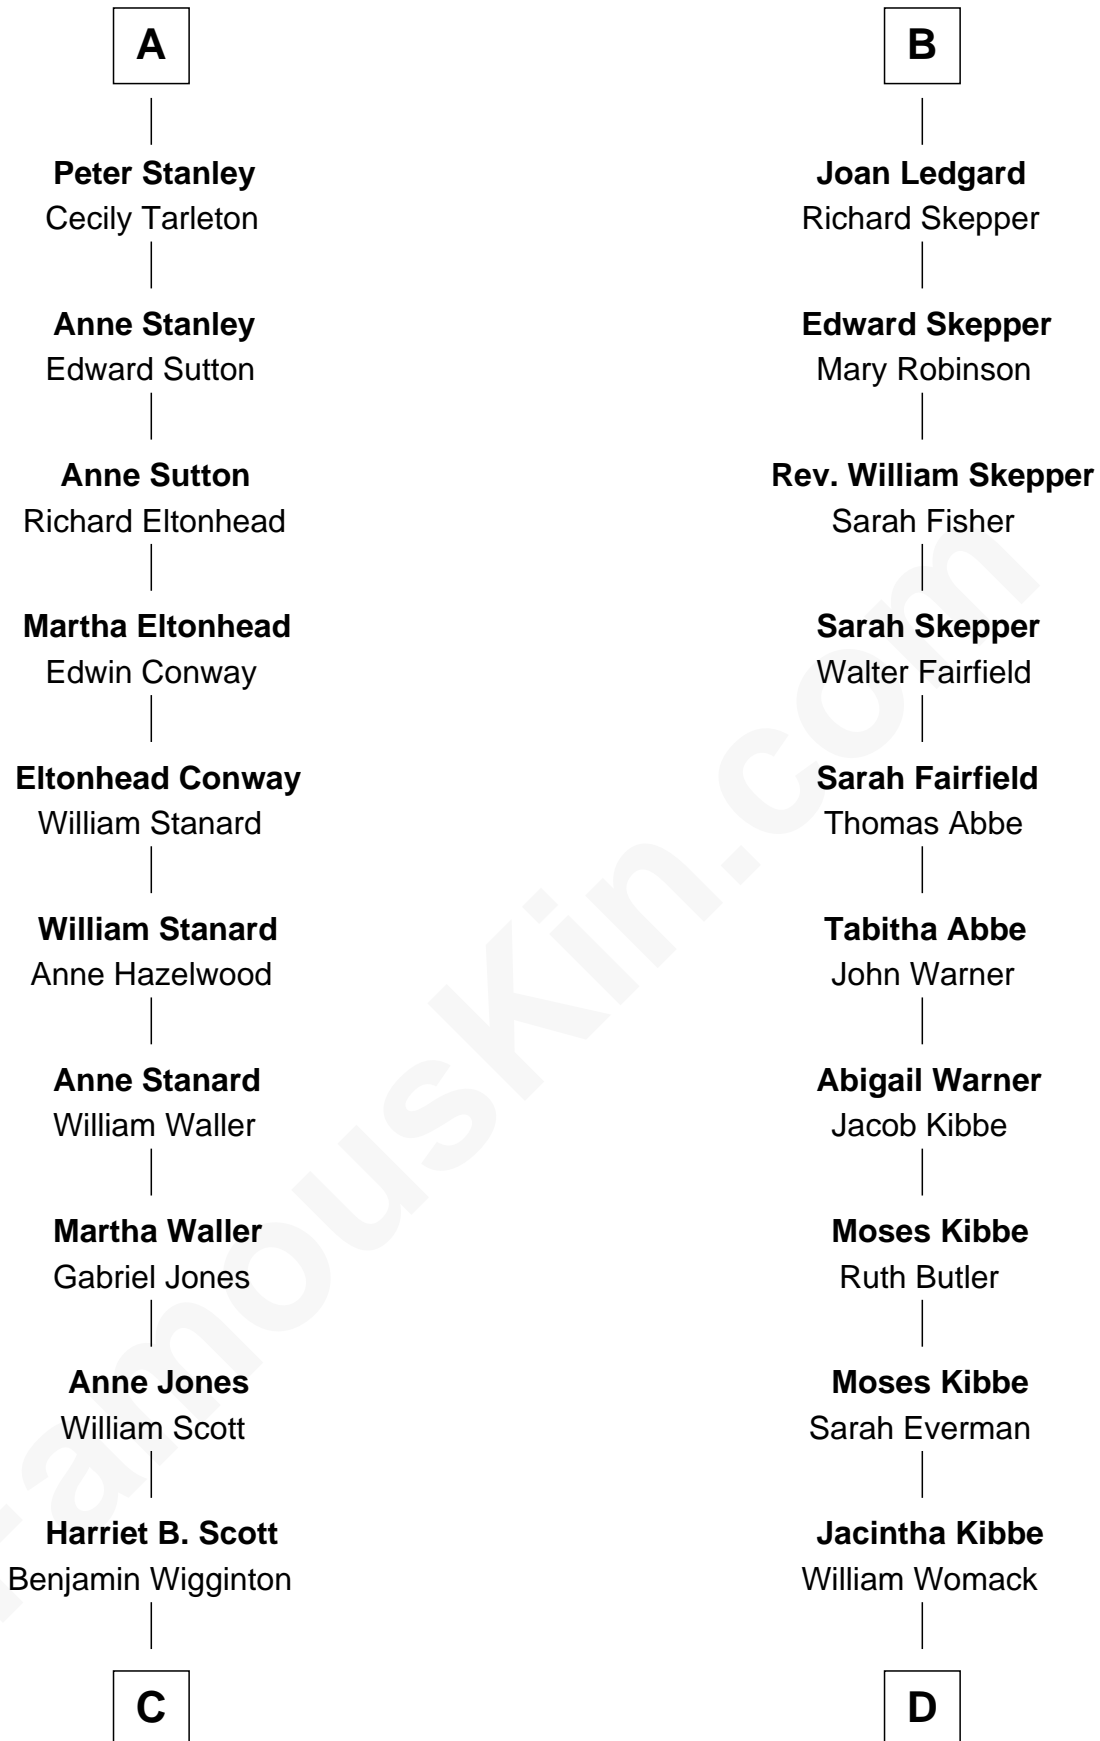 A
Peter Stanley
Cecily Tarleton
Anne Stanley
Edward Sutton
Anne Sutton
Richard Eltonhead
Martha Eltonhead
Edwin Conway
Eltonhead Conway
William Stanard
William Stanard
Anne Hazelwood
Anne Stanard
William Waller
Martha Waller
Gabriel Jones
Anne Jones
William Scott
Harriet B. Scott
Benjamin Wigginton
C
B
Joan Ledgard
Richard Skepper
Edward Skepper
Mary Robinson
Rev. William Skepper
Sarah Fisher
Sarah Skepper
Walter Fairfield
Sarah Fairfield
Thomas Abbe
Tabitha Abbe
John Warner
Abigail Warner
Jacob Kibbe
Moses Kibbe
Ruth Butler
Moses Kibbe
Sarah Everman
Jacintha Kibbe
William Womack
D
FamousKin.com